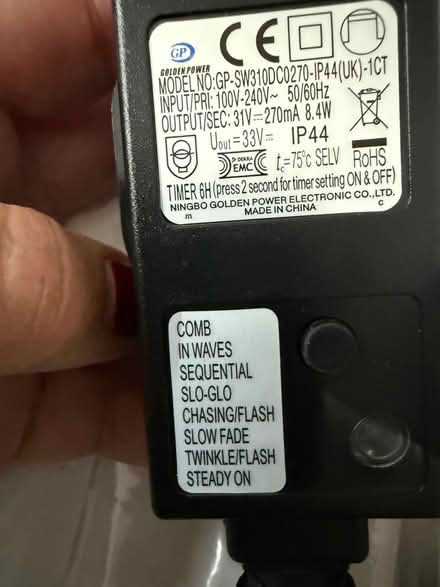 GP
GOLDEN POWER
CE
MODEL NO:GP-SW310DC0270-IP44(UK)-1CT
INPUT/PRI: 100V-240V~ 50/60Hz
OUTPUT/SEC: 31V⎓270mA 8.4W
Uout⎓33V⎓ IP44
DEKRA
EMC
tc=75°c SELV
RoHS
TIMER 6H (press 2 second for timer setting ON & OFF)
NINGBO GOLDEN POWER ELECTRONIC CO.,LTD.
m MADE IN CHINA c
COMB
IN WAVES
SEQUENTIAL
SLO-GLO
CHASING/FLASH
SLOW FADE
TWINKLE/FLASH
STEADY ON